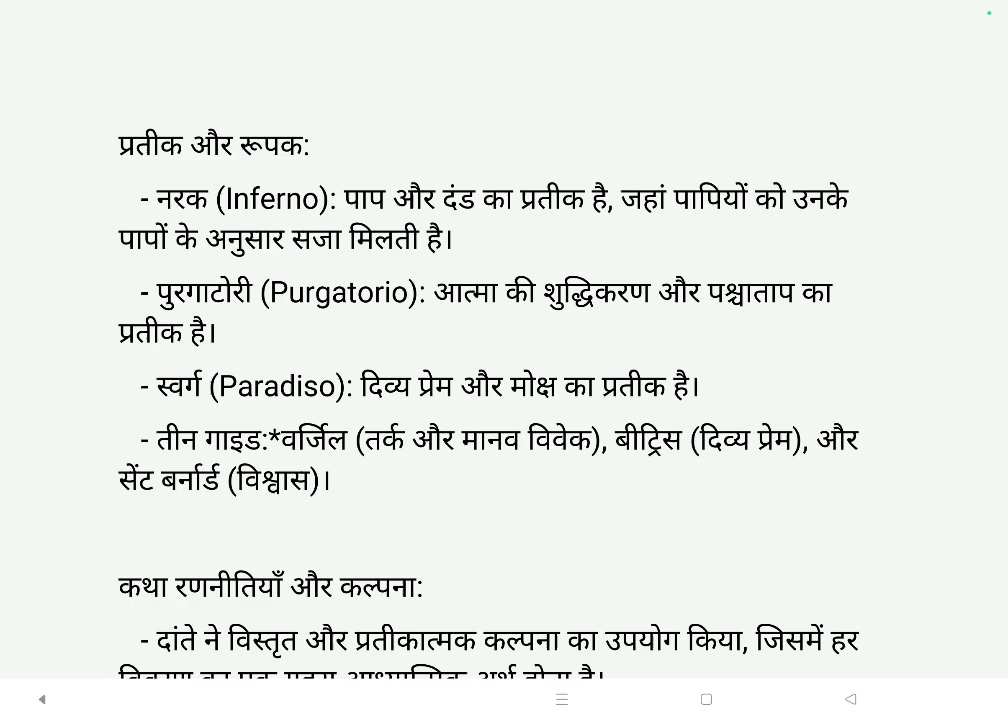 प्रतीक और रूपक:
- नरक (Inferno): पाप और दंड का प्रतीक है, जहां पापियों को उनके
पापों के अनुसार सजा मिलती है।
- पुरगाटोरी (Purgatorio): आत्मा की शुद्धिकरण और पश्चाताप का
प्रतीक है।
- स्वर्ग (Paradiso): दिव्य प्रेम और मोक्ष का प्रतीक है।
- तीन गाइड:*वर्जिल (तर्क और मानव विवेक), बीट्रिस (दिव्य प्रेम), और
सेंट बर्नार्ड (विश्वास)।
कथा रणनीतियाँ और कल्पना:
- दांते ने विस्तृत और प्रतीकात्मक कल्पना का उपयोग किया, जिसमें हर